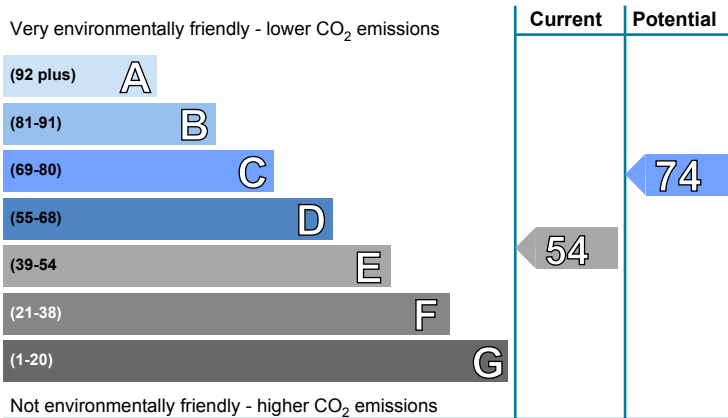 Current Potential
Very environmentally friendly - lower CO₂ emissions
(92 plus) A
(81-91) B
(69-80) C
74
(55-68) D
54
(39-54 E
(21-38) F
(1-20) G
Not environmentally friendly - higher CO₂ emissions